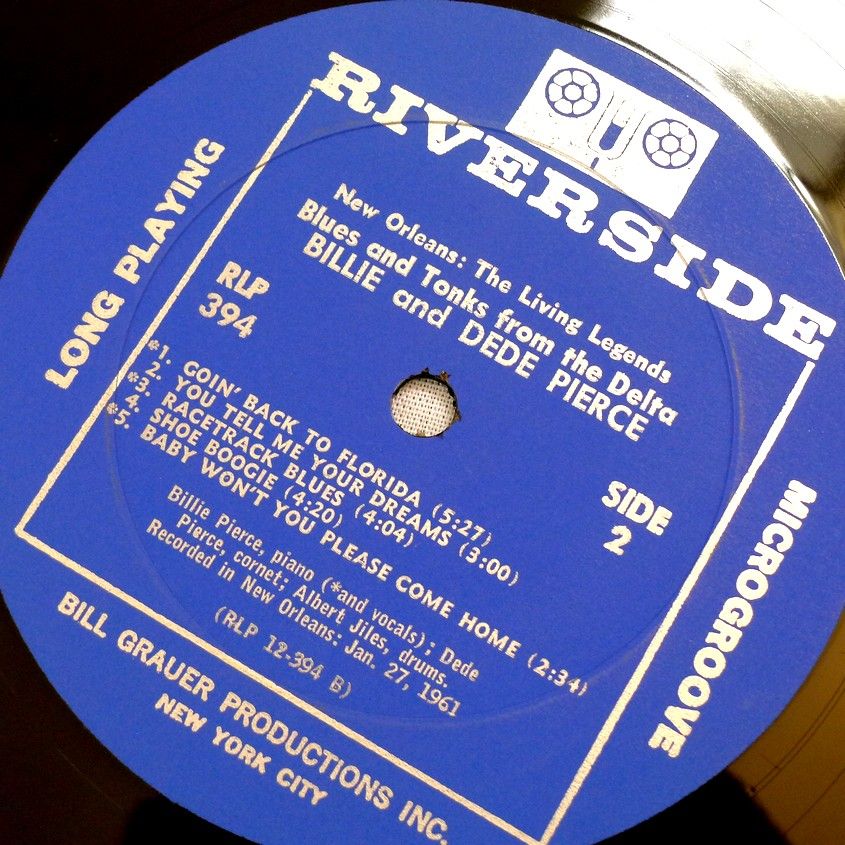 RIVERSIDE
New Orleans: The Living Legends
Blues and Tonks from the Delta
BILLIE and DEDE PIERCE
LONG PLAYING
RLP
394
SIDE
2
MICROGROOVE
*1. GOIN' BACK TO FLORIDA (5:27)
2. YOU TELL ME YOUR DREAMS (3:00)
*3. RACETRACK BLUES (4:04)
4. SHOE BOOGIE (4:20)
*5. BABY WON'T YOU PLEASE COME HOME (2:34)
Billie Pierce, piano (*and vocals); Dede
Pierce, cornet; Albert Jiles, drums.
Recorded in New Orleans: Jan. 27, 1961
(RLP 12-394 B)
BILL GRAUER PRODUCTIONS INC.
NEW YORK CITY